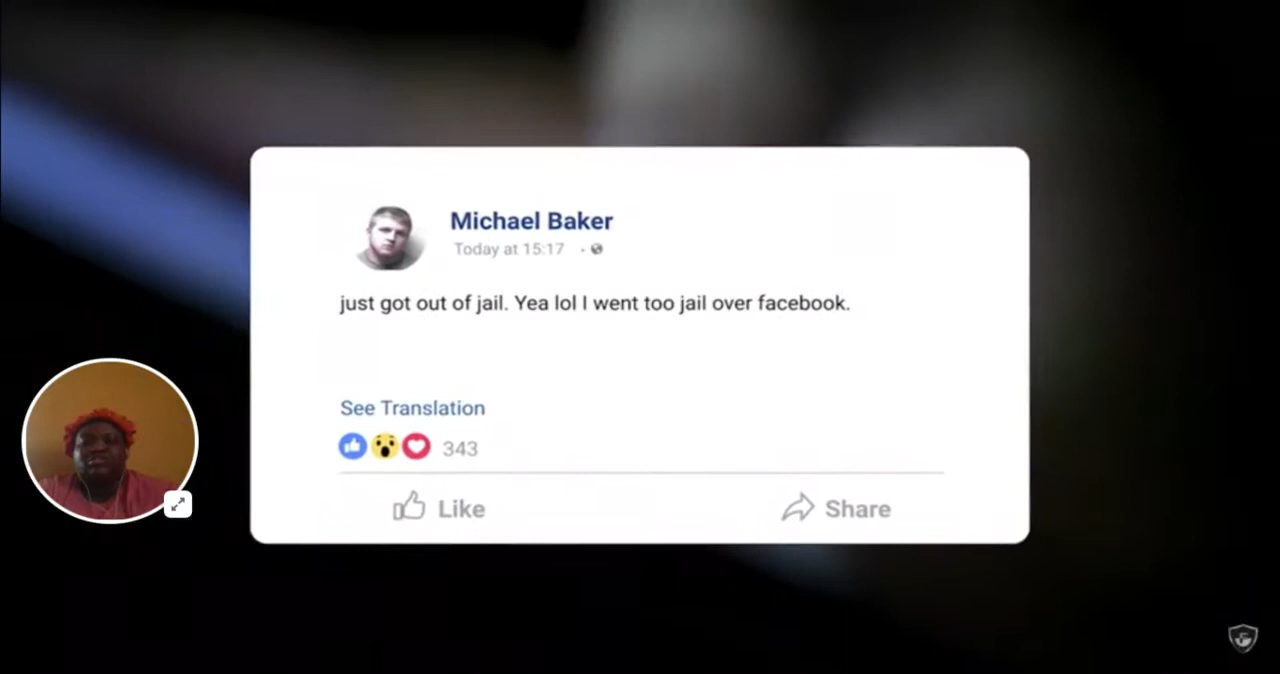 Michael Baker
Today at 15:17
just got out of jail. Yea lol I went too jail over facebook.
See Translation
343
Like
Share